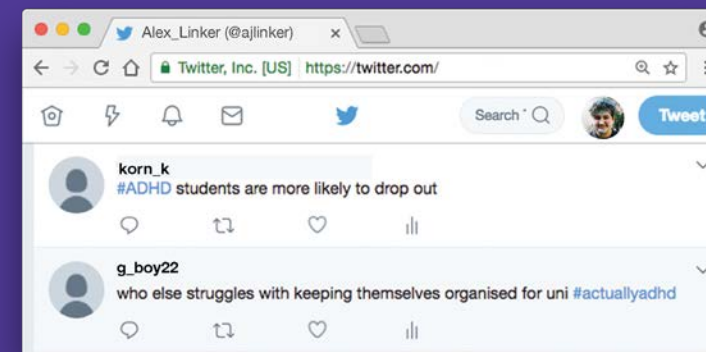 Alex_Linker (@ajlinker)
Twitter, Inc. [US] https://twitter.com/
Search
Tweet
korn_k
#ADHD students are more likely to drop out
g_boy22
who else struggles with keeping themselves organised for uni #actuallyadhd